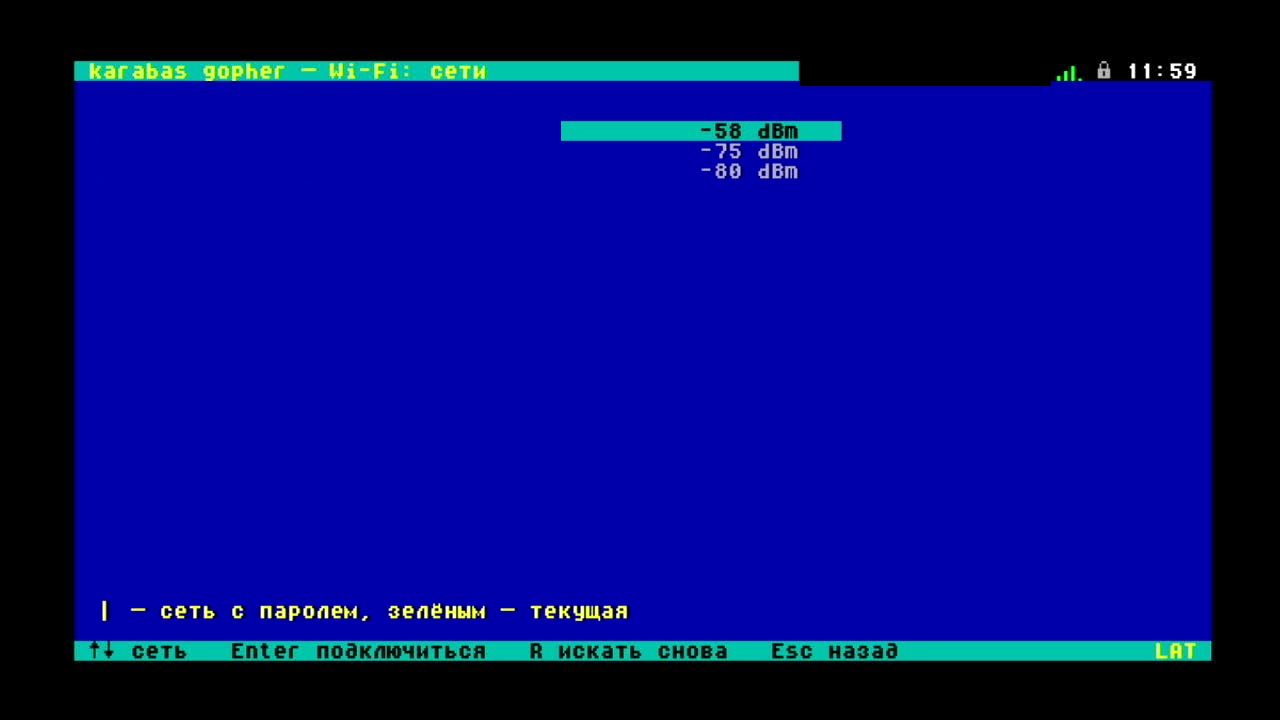 karabas gopher — Wi-Fi: сети 11:59
-58 dBm
-75 dBm
-80 dBm
| — сеть с паролем, зелёным — текущая
↑↓ сеть Enter подключиться R искать снова Esc назад LAT